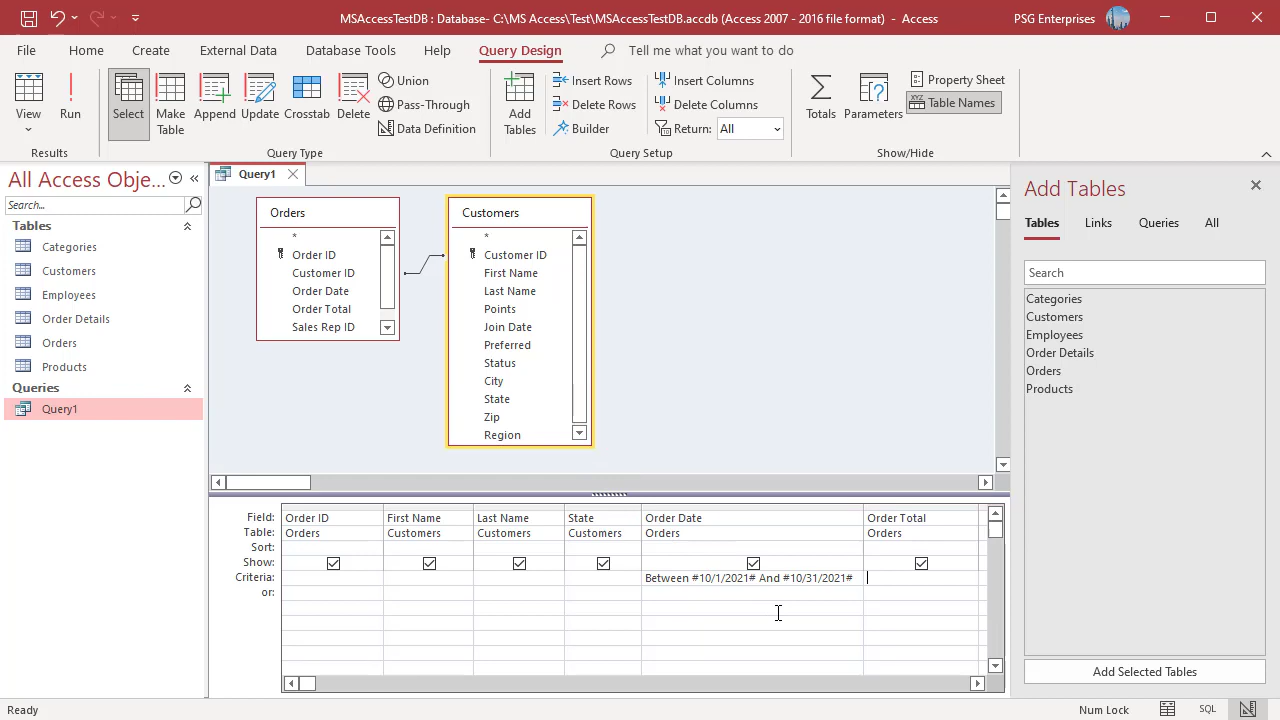 MSAccessTestDB : Database- C:\MS Access\Test\MSAccessTestDB.accdb (Access 2007 - 2016 file format) - Access
PSG Enterprises
File Home Create External Data Database Tools Help Query Design Tell me what you want to do
View
Run
Select
Make Table
Append
Update
Crosstab
Delete
Union
Pass-Through
Data Definition
Add Tables
Insert Rows
Delete Rows
Builder
Insert Columns
Delete Columns
Return: All
Totals
Parameters
Property Sheet
XYZ Table Names
Results
Query Type
Query Setup
Show/Hide
All Access Obje...
Search...
Tables
Categories
Customers
Employees
Order Details
Orders
Products
Queries
Query1
Query1
Orders
*
Order ID
Customer ID
Order Date
Order Total
Sales Rep ID
Customers
*
Customer ID
First Name
Last Name
Points
Join Date
Preferred
Status
City
State
Zip
Region
Field: Order ID First Name Last Name State Order Date Order Total
Table: Orders Customers Customers Customers Orders Orders
Sort:
Show:
Criteria: Between #10/1/2021# And #10/31/2021#
or:
Add Tables
Tables Links Queries All
Search
Categories
Customers
Employees
Order Details
Orders
Products
Add Selected Tables
Ready
Num Lock
SQL